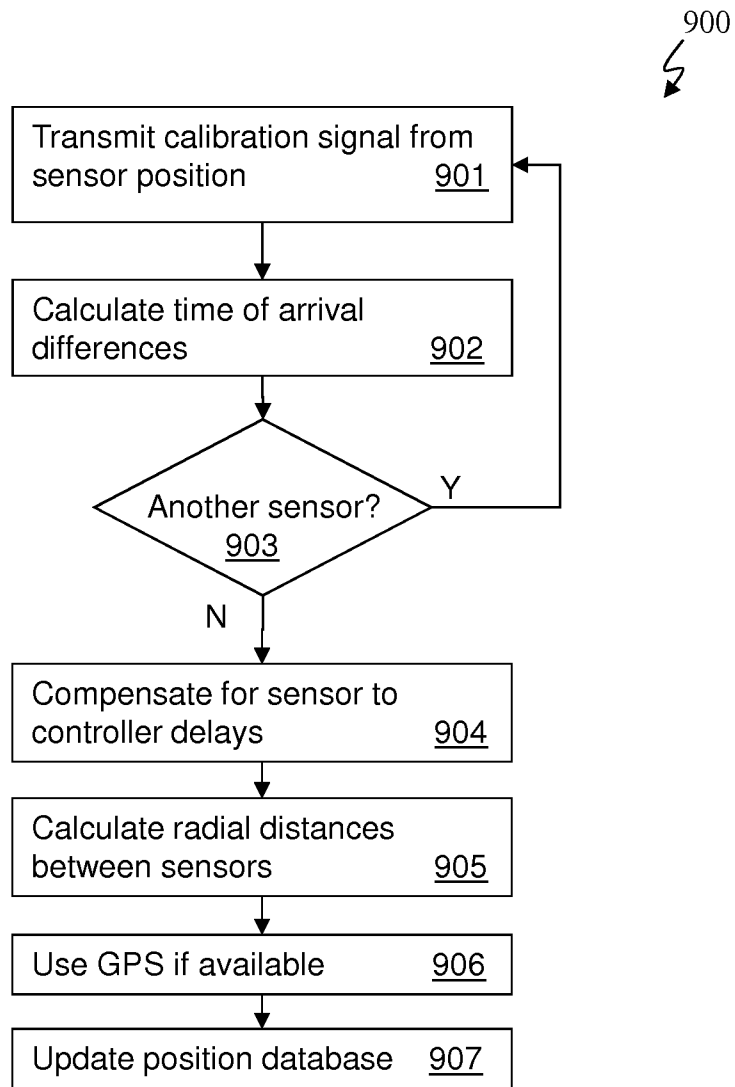 900
Transmit calibration signal from
sensor position 901
Calculate time of arrival
differences 902
Another sensor?
903
Y
N
Compensate for sensor to
controller delays 904
Calculate radial distances
between sensors 905
Use GPS if available 906
Update position database 907